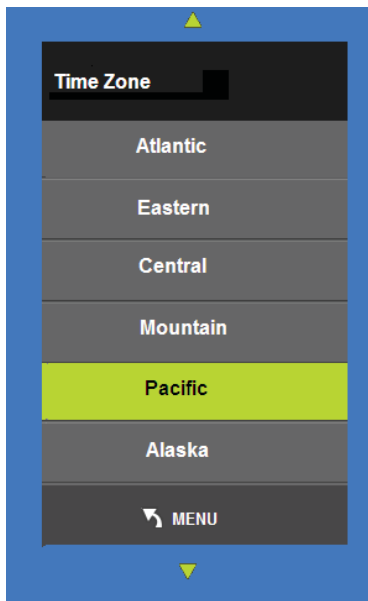 Time Zone
Atlantic
Eastern
Central
Mountain
Pacific
Alaska
MENU